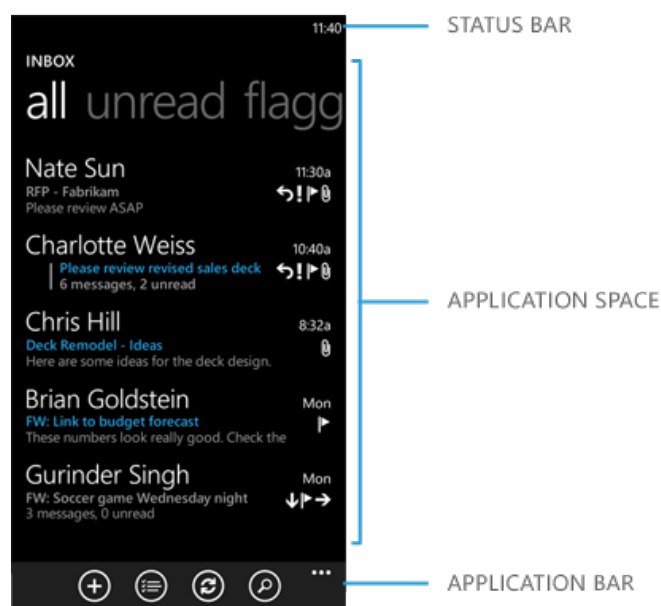 11:40
STATUS BAR
INBOX
all unread flagg
Nate Sun 11:30a
RFP - Fabrikam
Please review ASAP
Charlotte Weiss 10:40a
Please review revised sales deck
6 messages, 2 unread
APPLICATION SPACE
Chris Hill 8:32a
Deck Remodel - Ideas
Here are some ideas for the deck design.
Brian Goldstein Mon
FW: Link to budget forecast
These numbers look really good. Check the
Gurinder Singh Mon
FW: Soccer game Wednesday night
3 messages, 0 unread
APPLICATION BAR